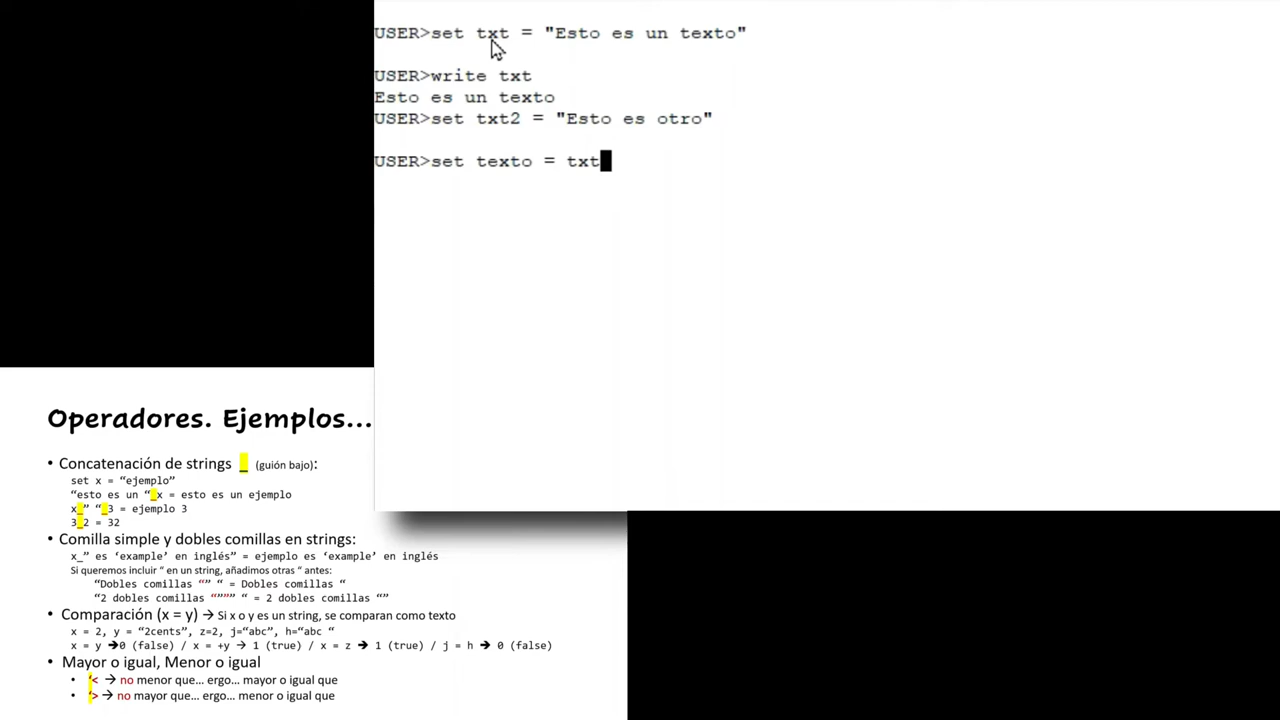 USER>set txt = "Esto es un texto"
USER>write txt
Esto es un texto
USER>set txt2 = "Esto es otro"
USER>set texto = txt
Operadores. Ejemplos...
• Concatenación de strings _ (guión bajo):
set x = “ejemplo”
“esto es un “_x = esto es un ejemplo
x_” “_3 = ejemplo 3
3_2 = 32
• Comilla simple y dobles comillas en strings:
x_” es ‘example’ en inglés” = ejemplo es ‘example’ en inglés
Si queremos incluir “ en un string, añadimos otras “ antes:
“Dobles comillas “” “ = Dobles comillas “
“2 dobles comillas “”“” “ = 2 dobles comillas “”
• Comparación (x = y) → Si x o y es un string, se comparan como texto
x = 2, y = “2cents”, z=2, j=“abc”, h=“abc “
x = y →0 (false) / x = +y → 1 (true) / x = z → 1 (true) / j = h → 0 (false)
• Mayor o igual, Menor o igual
• ‘< → no menor que… ergo… mayor o igual que
• ‘> → no mayor que… ergo… menor o igual que